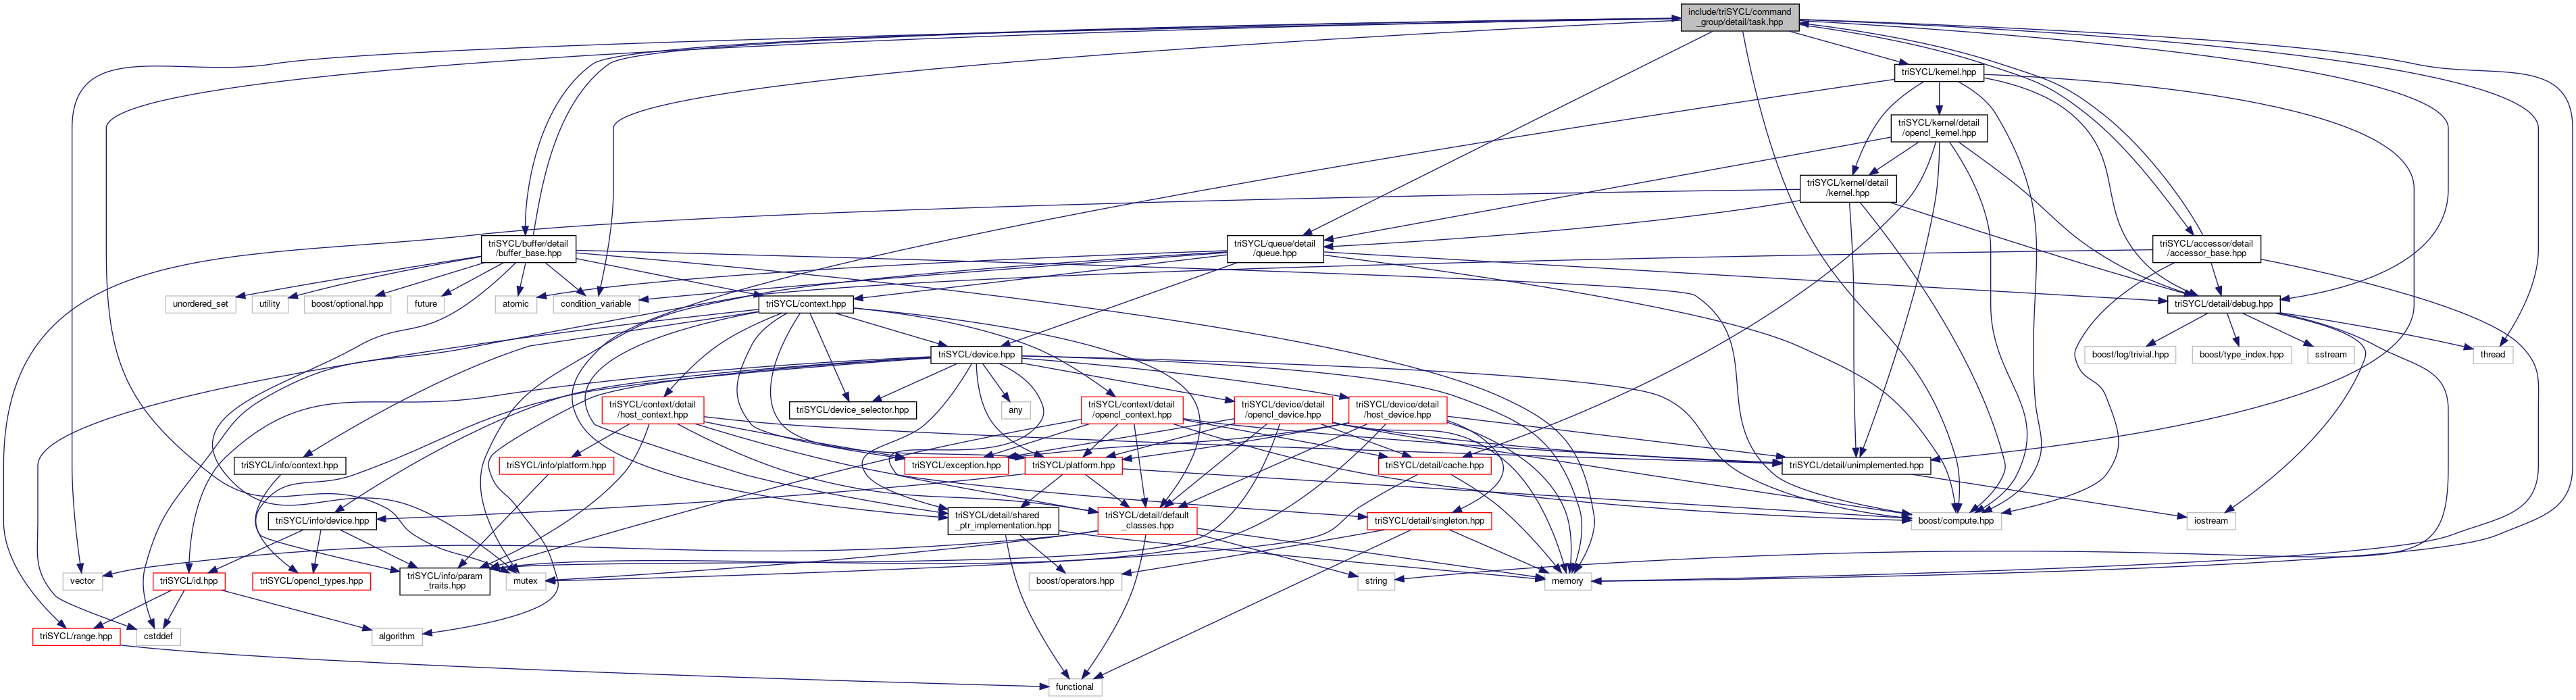 include/triSYCL/command
_group/detail/task.hpp
triSYCL/kernel.hpp
triSYCL/kernel/detail
/opencl_kernel.hpp
triSYCL/kernel/detail
/kernel.hpp
triSYCL/buffer/detail
/buffer_base.hpp
triSYCL/queue/detail
/queue.hpp
triSYCL/accessor/detail
/accessor_base.hpp
unordered_set
utility
boost/optional.hpp
future
atomic
condition_variable
triSYCL/context.hpp
triSYCL/detail/debug.hpp
triSYCL/device.hpp
boost/log/trivial.hpp
boost/type_index.hpp
sstream
thread
triSYCL/context/detail
/host_context.hpp
triSYCL/device_selector.hpp
any
triSYCL/context/detail
/opencl_context.hpp
triSYCL/device/detail
/opencl_device.hpp
triSYCL/device/detail
/host_device.hpp
triSYCL/info/context.hpp
triSYCL/info/platform.hpp
triSYCL/exception.hpp
triSYCL/platform.hpp
triSYCL/detail/cache.hpp
triSYCL/detail/unimplemented.hpp
triSYCL/info/device.hpp
triSYCL/detail/shared
_ptr_implementation.hpp
triSYCL/detail/default
_classes.hpp
triSYCL/detail/singleton.hpp
boost/compute.hpp
iostream
vector
triSYCL/id.hpp
triSYCL/opencl_types.hpp
triSYCL/info/param
_traits.hpp
mutex
boost/operators.hpp
string
memory
triSYCL/range.hpp
cstddef
algorithm
functional